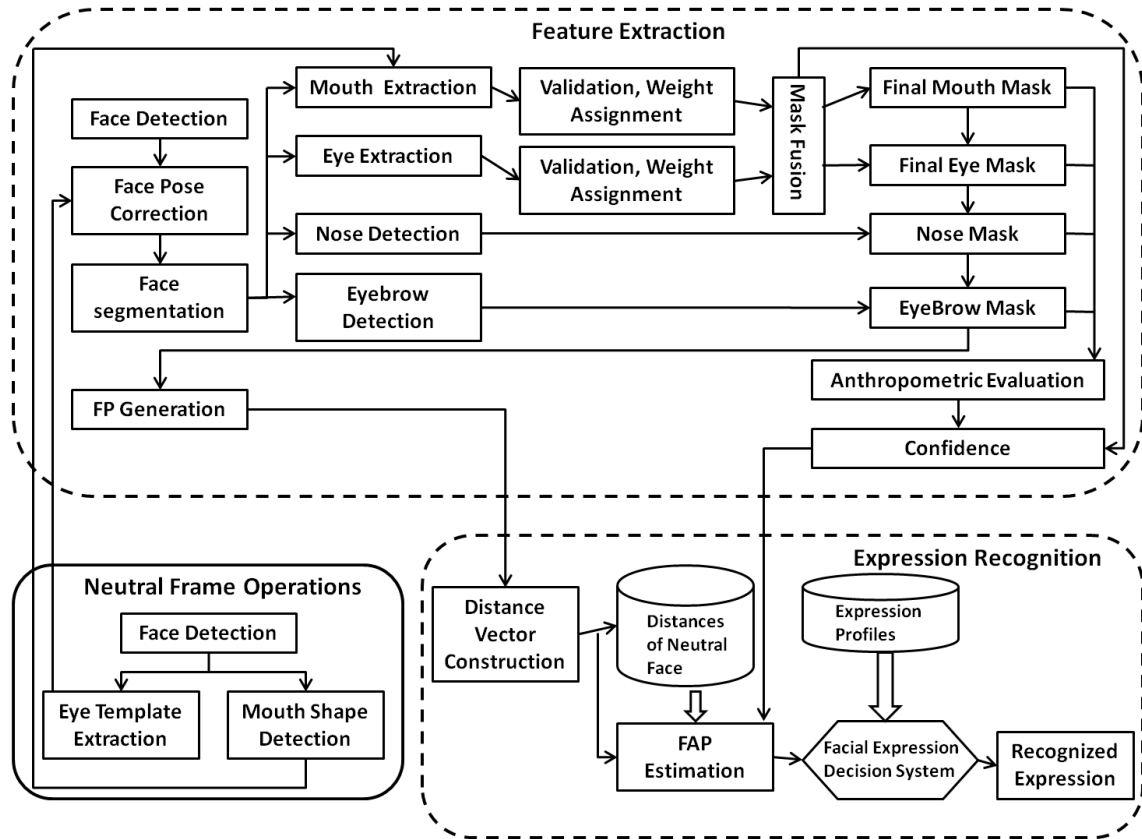 Feature Extraction
Mouth Extraction
Validation, Weight
Assignment
Mask Fusion
Final Mouth Mask
Face Detection
Eye Extraction
Validation, Weight
Assignment
Final Eye Mask
Face Pose
Correction
Nose Detection
Nose Mask
Face
segmentation
Eyebrow
Detection
EyeBrow Mask
FP Generation
Anthropometric Evaluation
Confidence
Neutral Frame Operations
Face Detection
Eye Template
Extraction
Mouth Shape
Detection
Expression Recognition
Distance
Vector
Construction
Distances
of Neutral
Face
Expression
Profiles
FAP
Estimation
Facial Expression
Decision System
Recognized
Expression